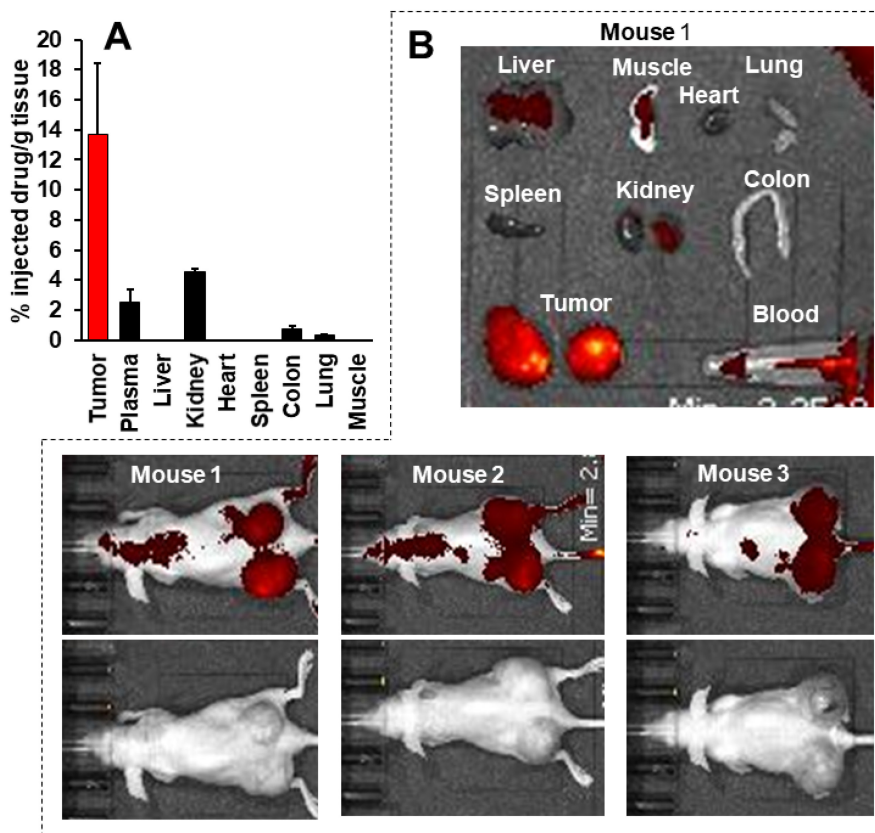 A
% injected drug/g tissue
20
18
16
14
12
10
8
6
4
2
0
Tumor
Plasma
Liver
Kidney
Heart
Spleen
Colon
Lung
Muscle
B
Mouse 1
Liver
Muscle
Lung
Heart
Spleen
Kidney
Colon
Tumor
Blood
Mouse 1
Mouse 2
Min= 2.
Mouse 3